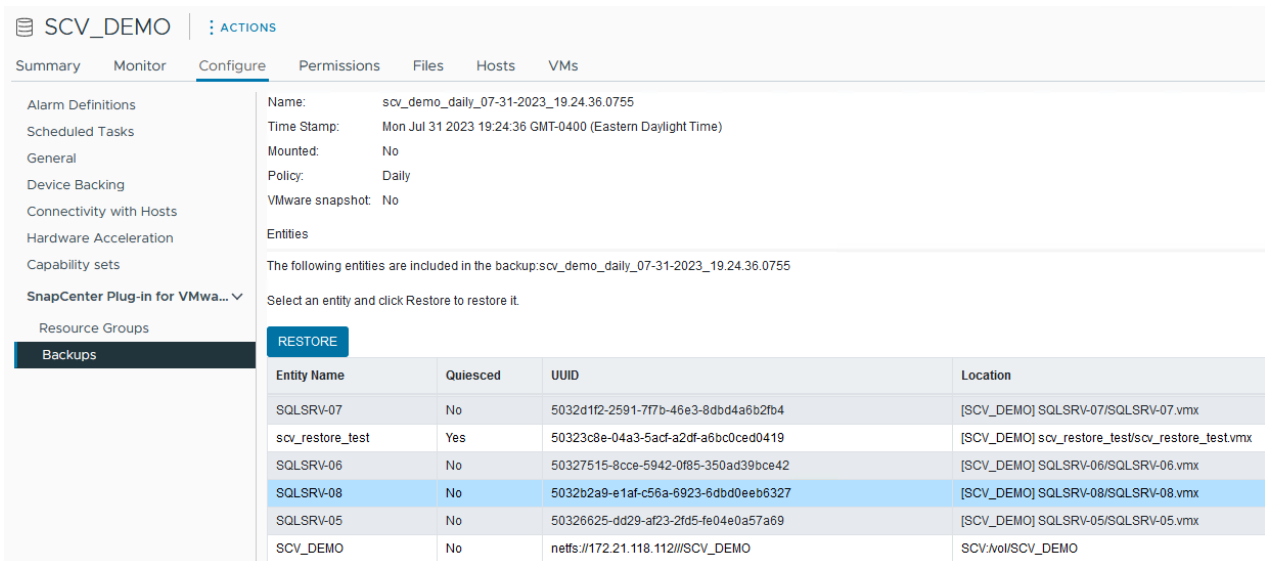 SCV_DEMO ACTIONS
Summary Monitor Configure Permissions Files Hosts VMs
Alarm Definitions
Scheduled Tasks
General
Device Backing
Connectivity with Hosts
Hardware Acceleration
Capability sets
SnapCenter Plug-in for VMwa...
Resource Groups
Backups
Name: scv_demo_daily_07-31-2023_19.24.36.0755
Time Stamp: Mon Jul 31 2023 19:24:36 GMT-0400 (Eastern Daylight Time)
Mounted: No
Policy: Daily
VMware snapshot: No
Entities
The following entities are included in the backup:scv_demo_daily_07-31-2023_19.24.36.0755
Select an entity and click Restore to restore it.
RESTORE
Entity Name Quiesced UUID Location
SQLSRV-07 No 5032d1f2-2591-7f7b-46e3-8dbd4a6b2fb4 [SCV_DEMO] SQLSRV-07/SQLSRV-07.vmx
scv_restore_test Yes 50323c8e-04a3-5acf-a2df-a6bc0ced0419 [SCV_DEMO] scv_restore_test/scv_restore_test.vmx
SQLSRV-06 No 50327515-8cce-5942-0f85-350ad39bce42 [SCV_DEMO] SQLSRV-06/SQLSRV-06.vmx
SQLSRV-08 No 5032b2a9-e1af-c56a-6923-6dbd0eeb6327 [SCV_DEMO] SQLSRV-08/SQLSRV-08.vmx
SQLSRV-05 No 50326625-dd29-af23-2fd5-fe04e0a57a69 [SCV_DEMO] SQLSRV-05/SQLSRV-05.vmx
SCV_DEMO No netfs://172.21.118.112///SCV_DEMO SCV:/vol/SCV_DEMO